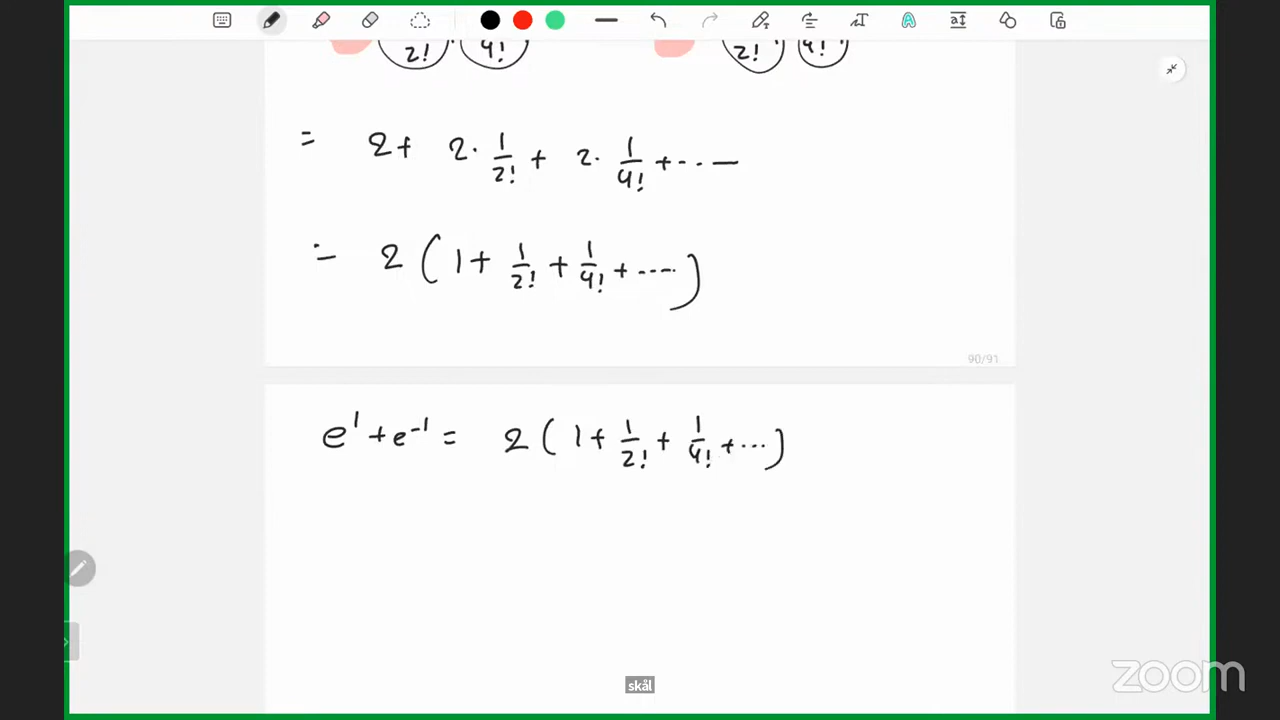 2! 4! 2! 4!
= 2+ 2. 1/2! + 2. 1/4! +..—
= 2 ( 1 + 1/2! + 1/4! + ---- )
90/91
e^1 + e^-1 = 2 ( 1 + 1/2! + 1/4! + ... )
skål
zoom